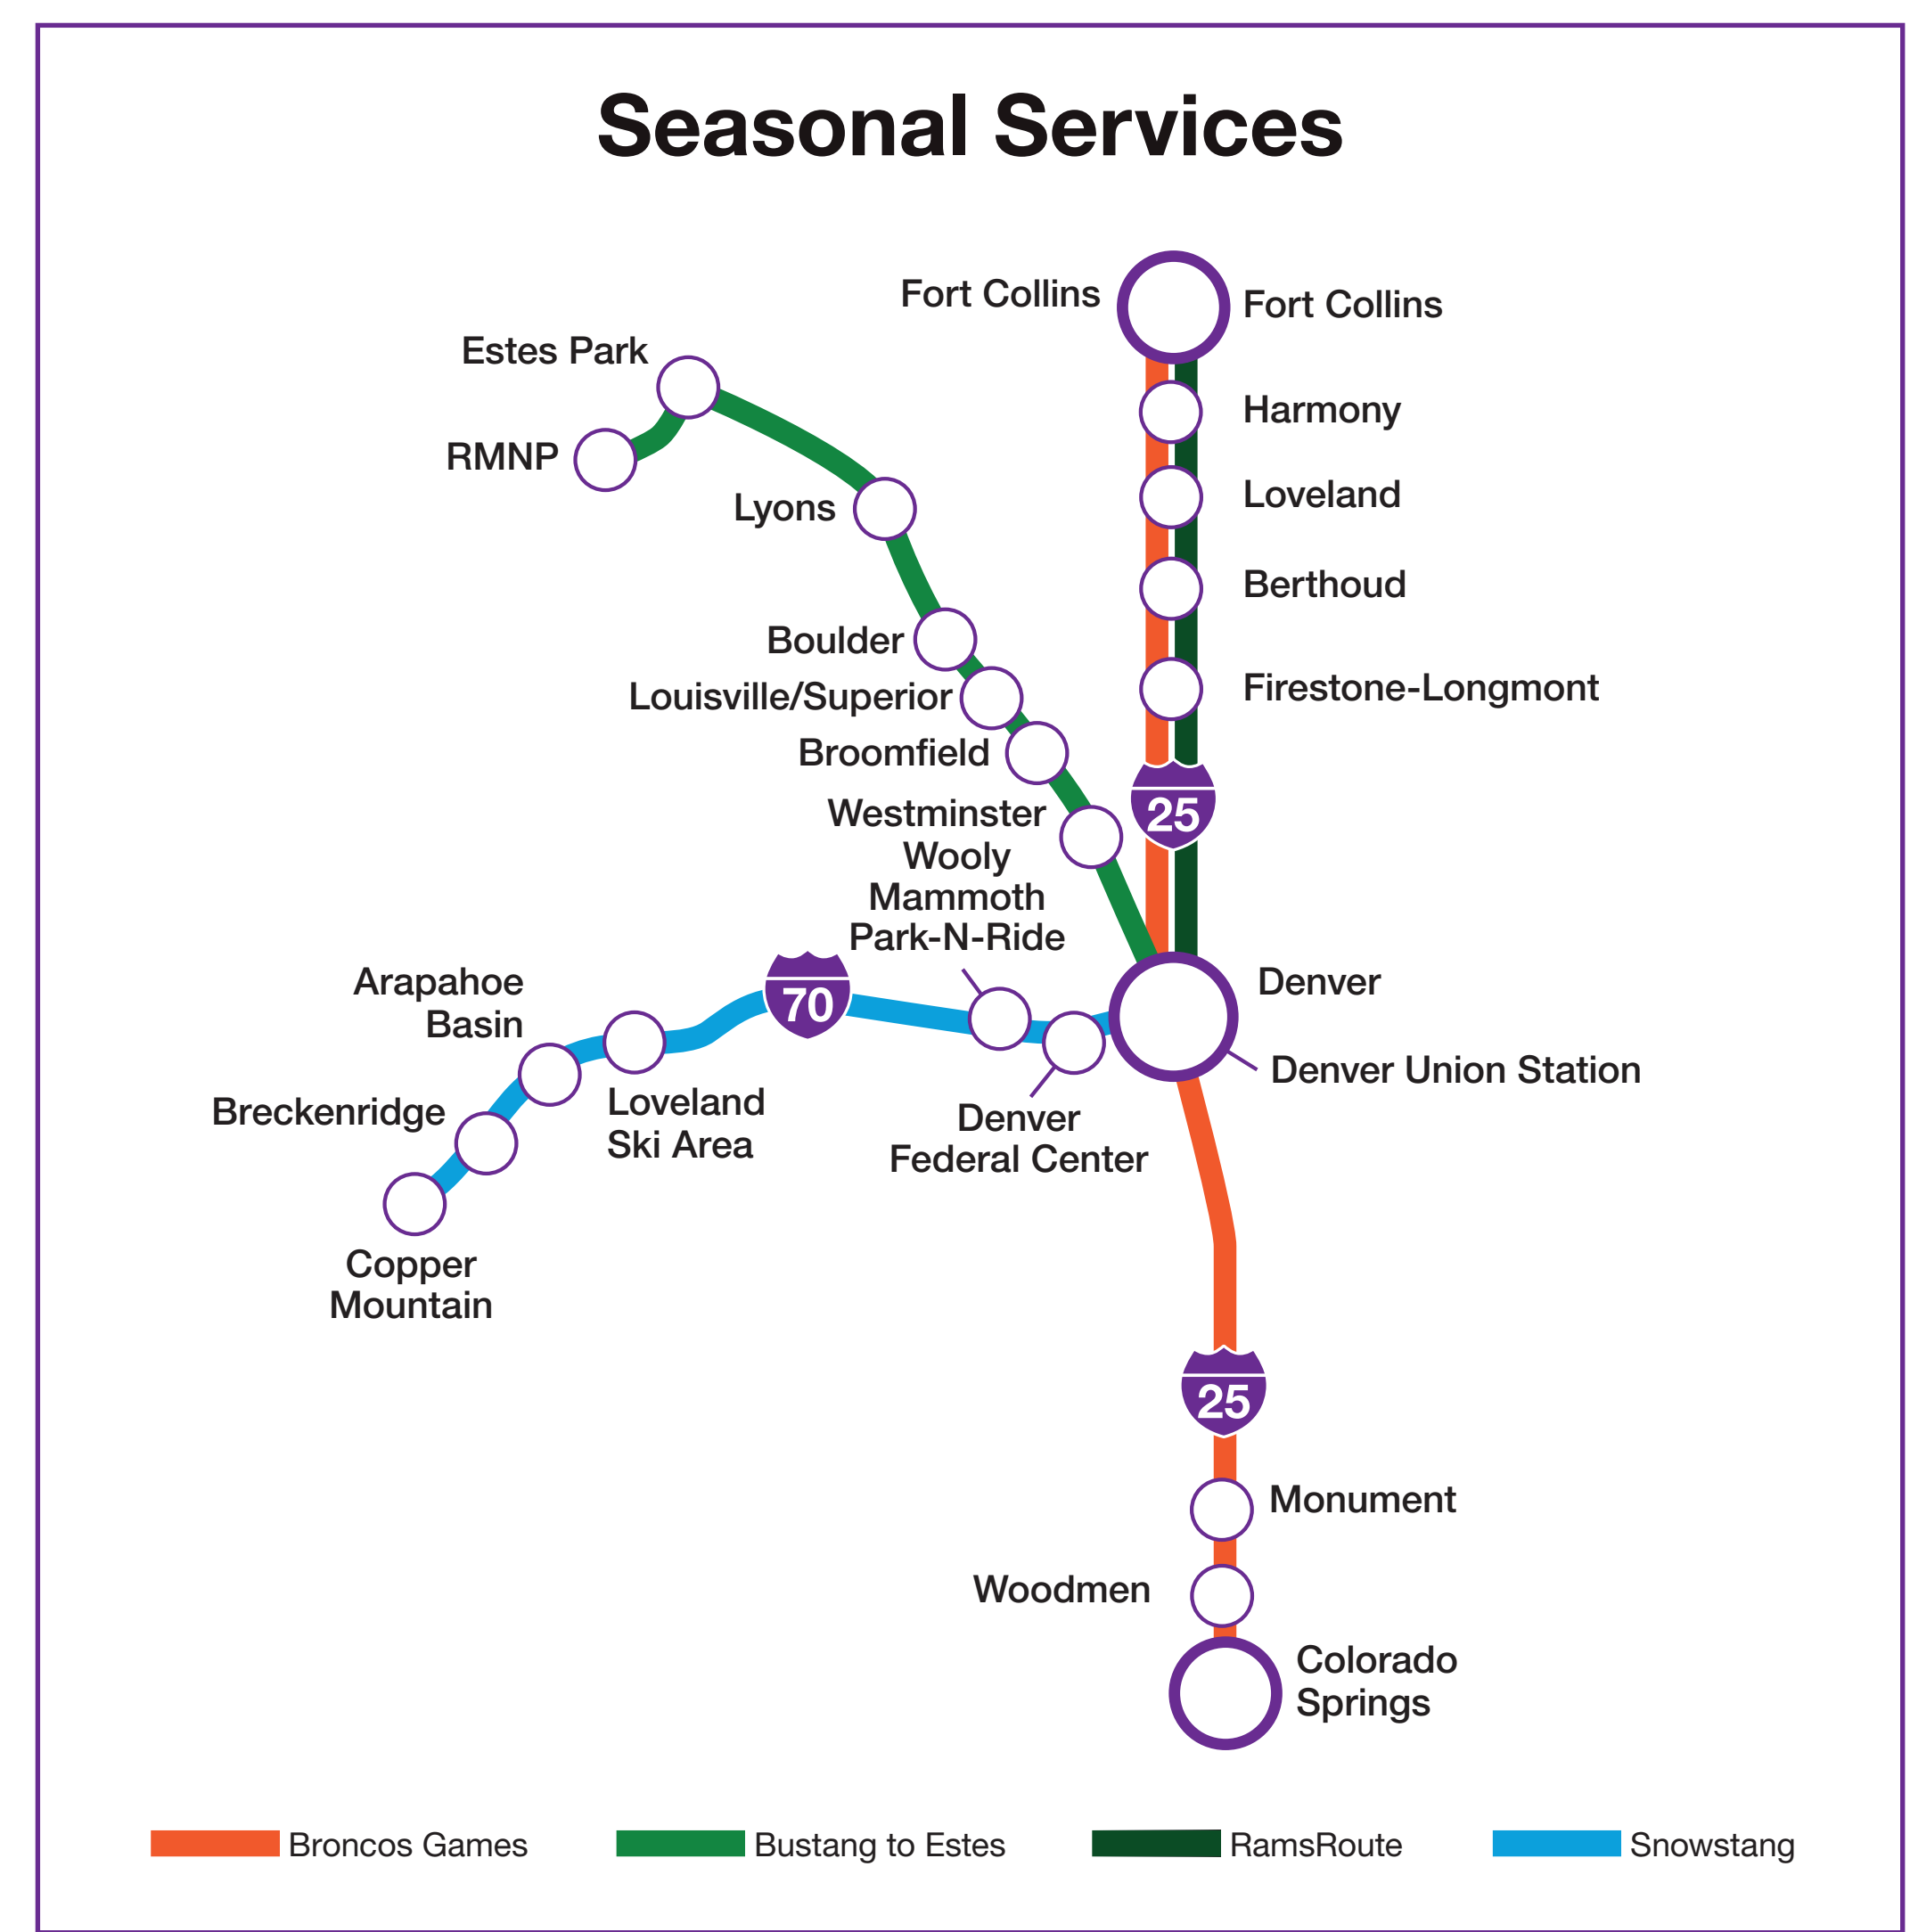 Seasonal Services
Fort Collins
Fort Collins
Estes Park
Harmony
RMNP
Loveland
Lyons
Berthoud
Boulder
Firestone-Longmont
Louisville/Superior
Broomfield
25
Westminster
Wooly
Mammoth
Park-N-Ride
70
Arapahoe
Basin
Denver
Denver Union Station
Breckenridge
Loveland
Ski Area
Denver
Federal Center
Copper
Mountain
25
Monument
Woodmen
Colorado
Springs
Broncos Games
Bustang to Estes
RamsRoute
Snowstang